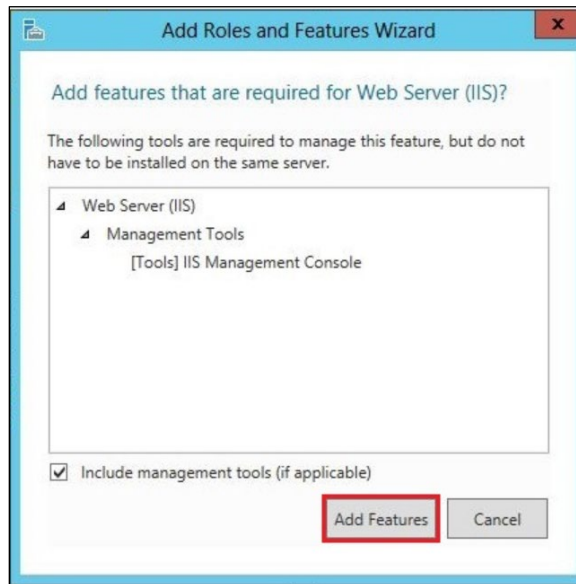 Add Roles and Features Wizard
x
Add features that are required for Web Server (IIS)?
The following tools are required to manage this feature, but do not
have to be installed on the same server.
Web Server (IIS)
Management Tools
[Tools] IIS Management Console
Include management tools (if applicable)
Add Features
Cancel